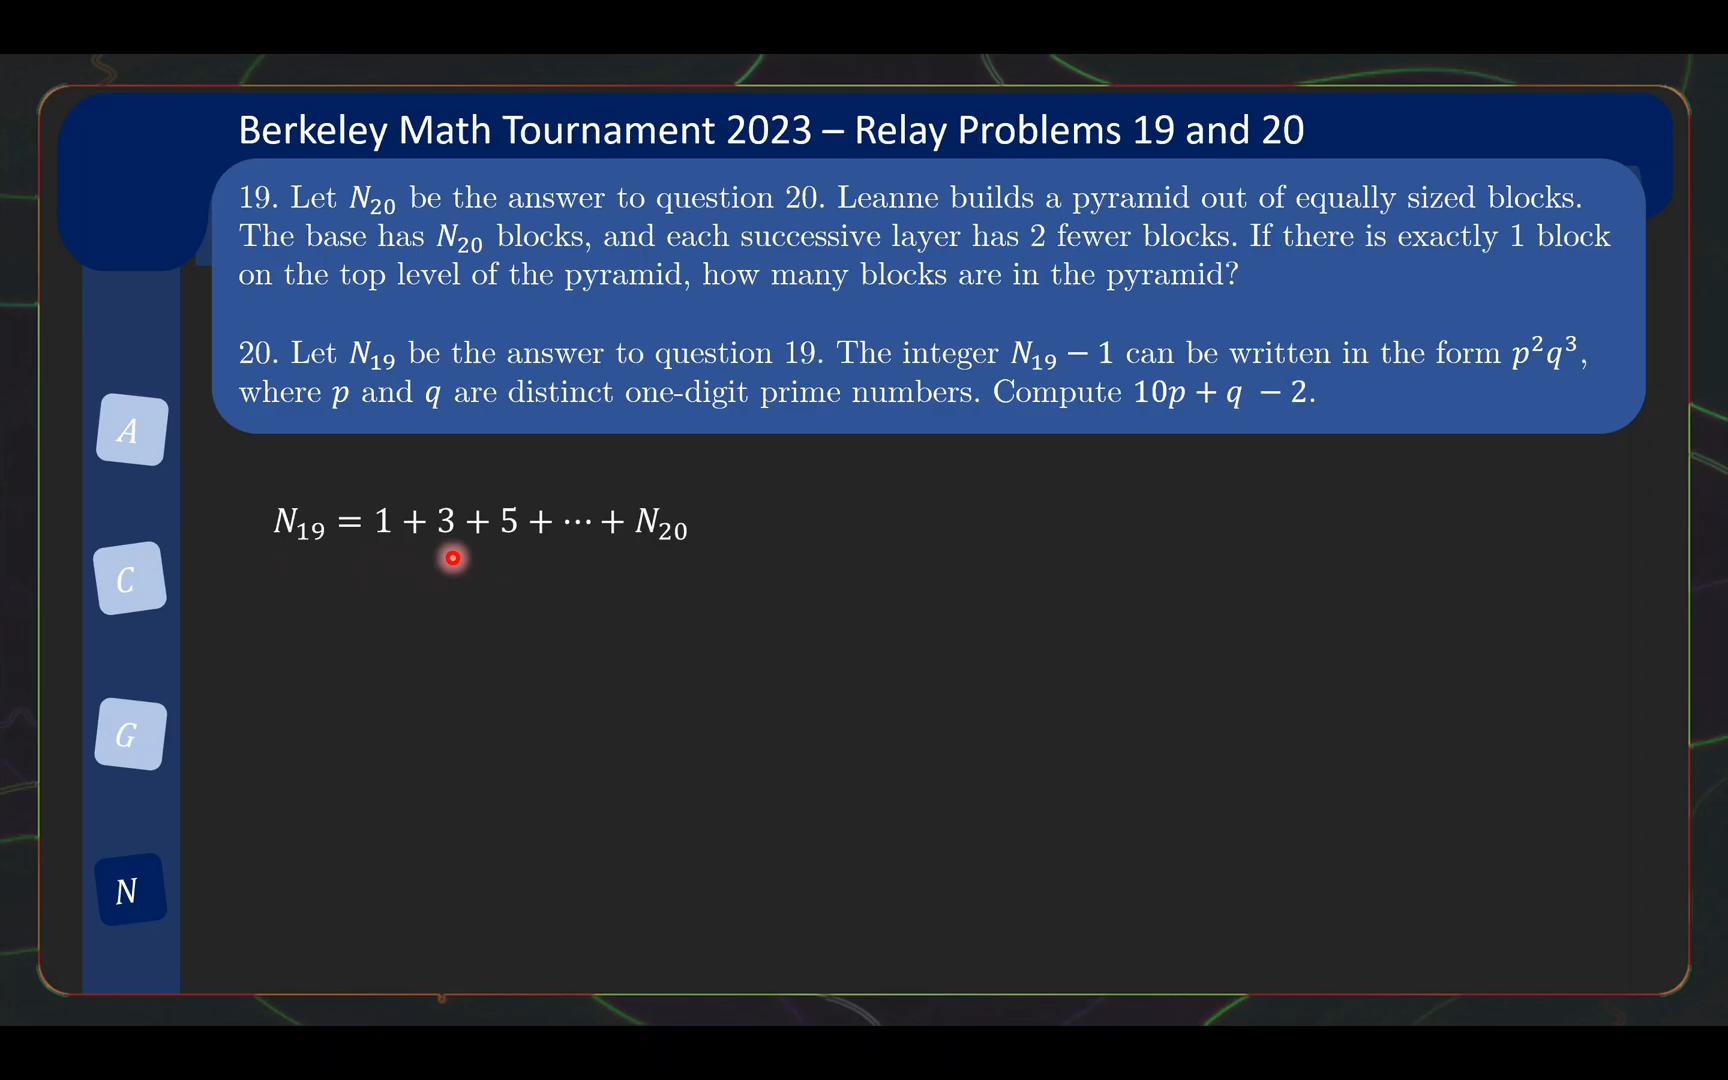 Berkeley Math Tournament 2023 – Relay Problems 19 and 20
19. Let N₂₀ be the answer to question 20. Leanne builds a pyramid out of equally sized blocks.
The base has N₂₀ blocks, and each successive layer has 2 fewer blocks. If there is exactly 1 block
on the top level of the pyramid, how many blocks are in the pyramid?
20. Let N₁₉ be the answer to question 19. The integer N₁₉ − 1 can be written in the form p²q³,
where p and q are distinct one-digit prime numbers. Compute 10p + q − 2.
A
N₁₉ = 1 + 3 + 5 + ⋯ + N₂₀
C
G
N